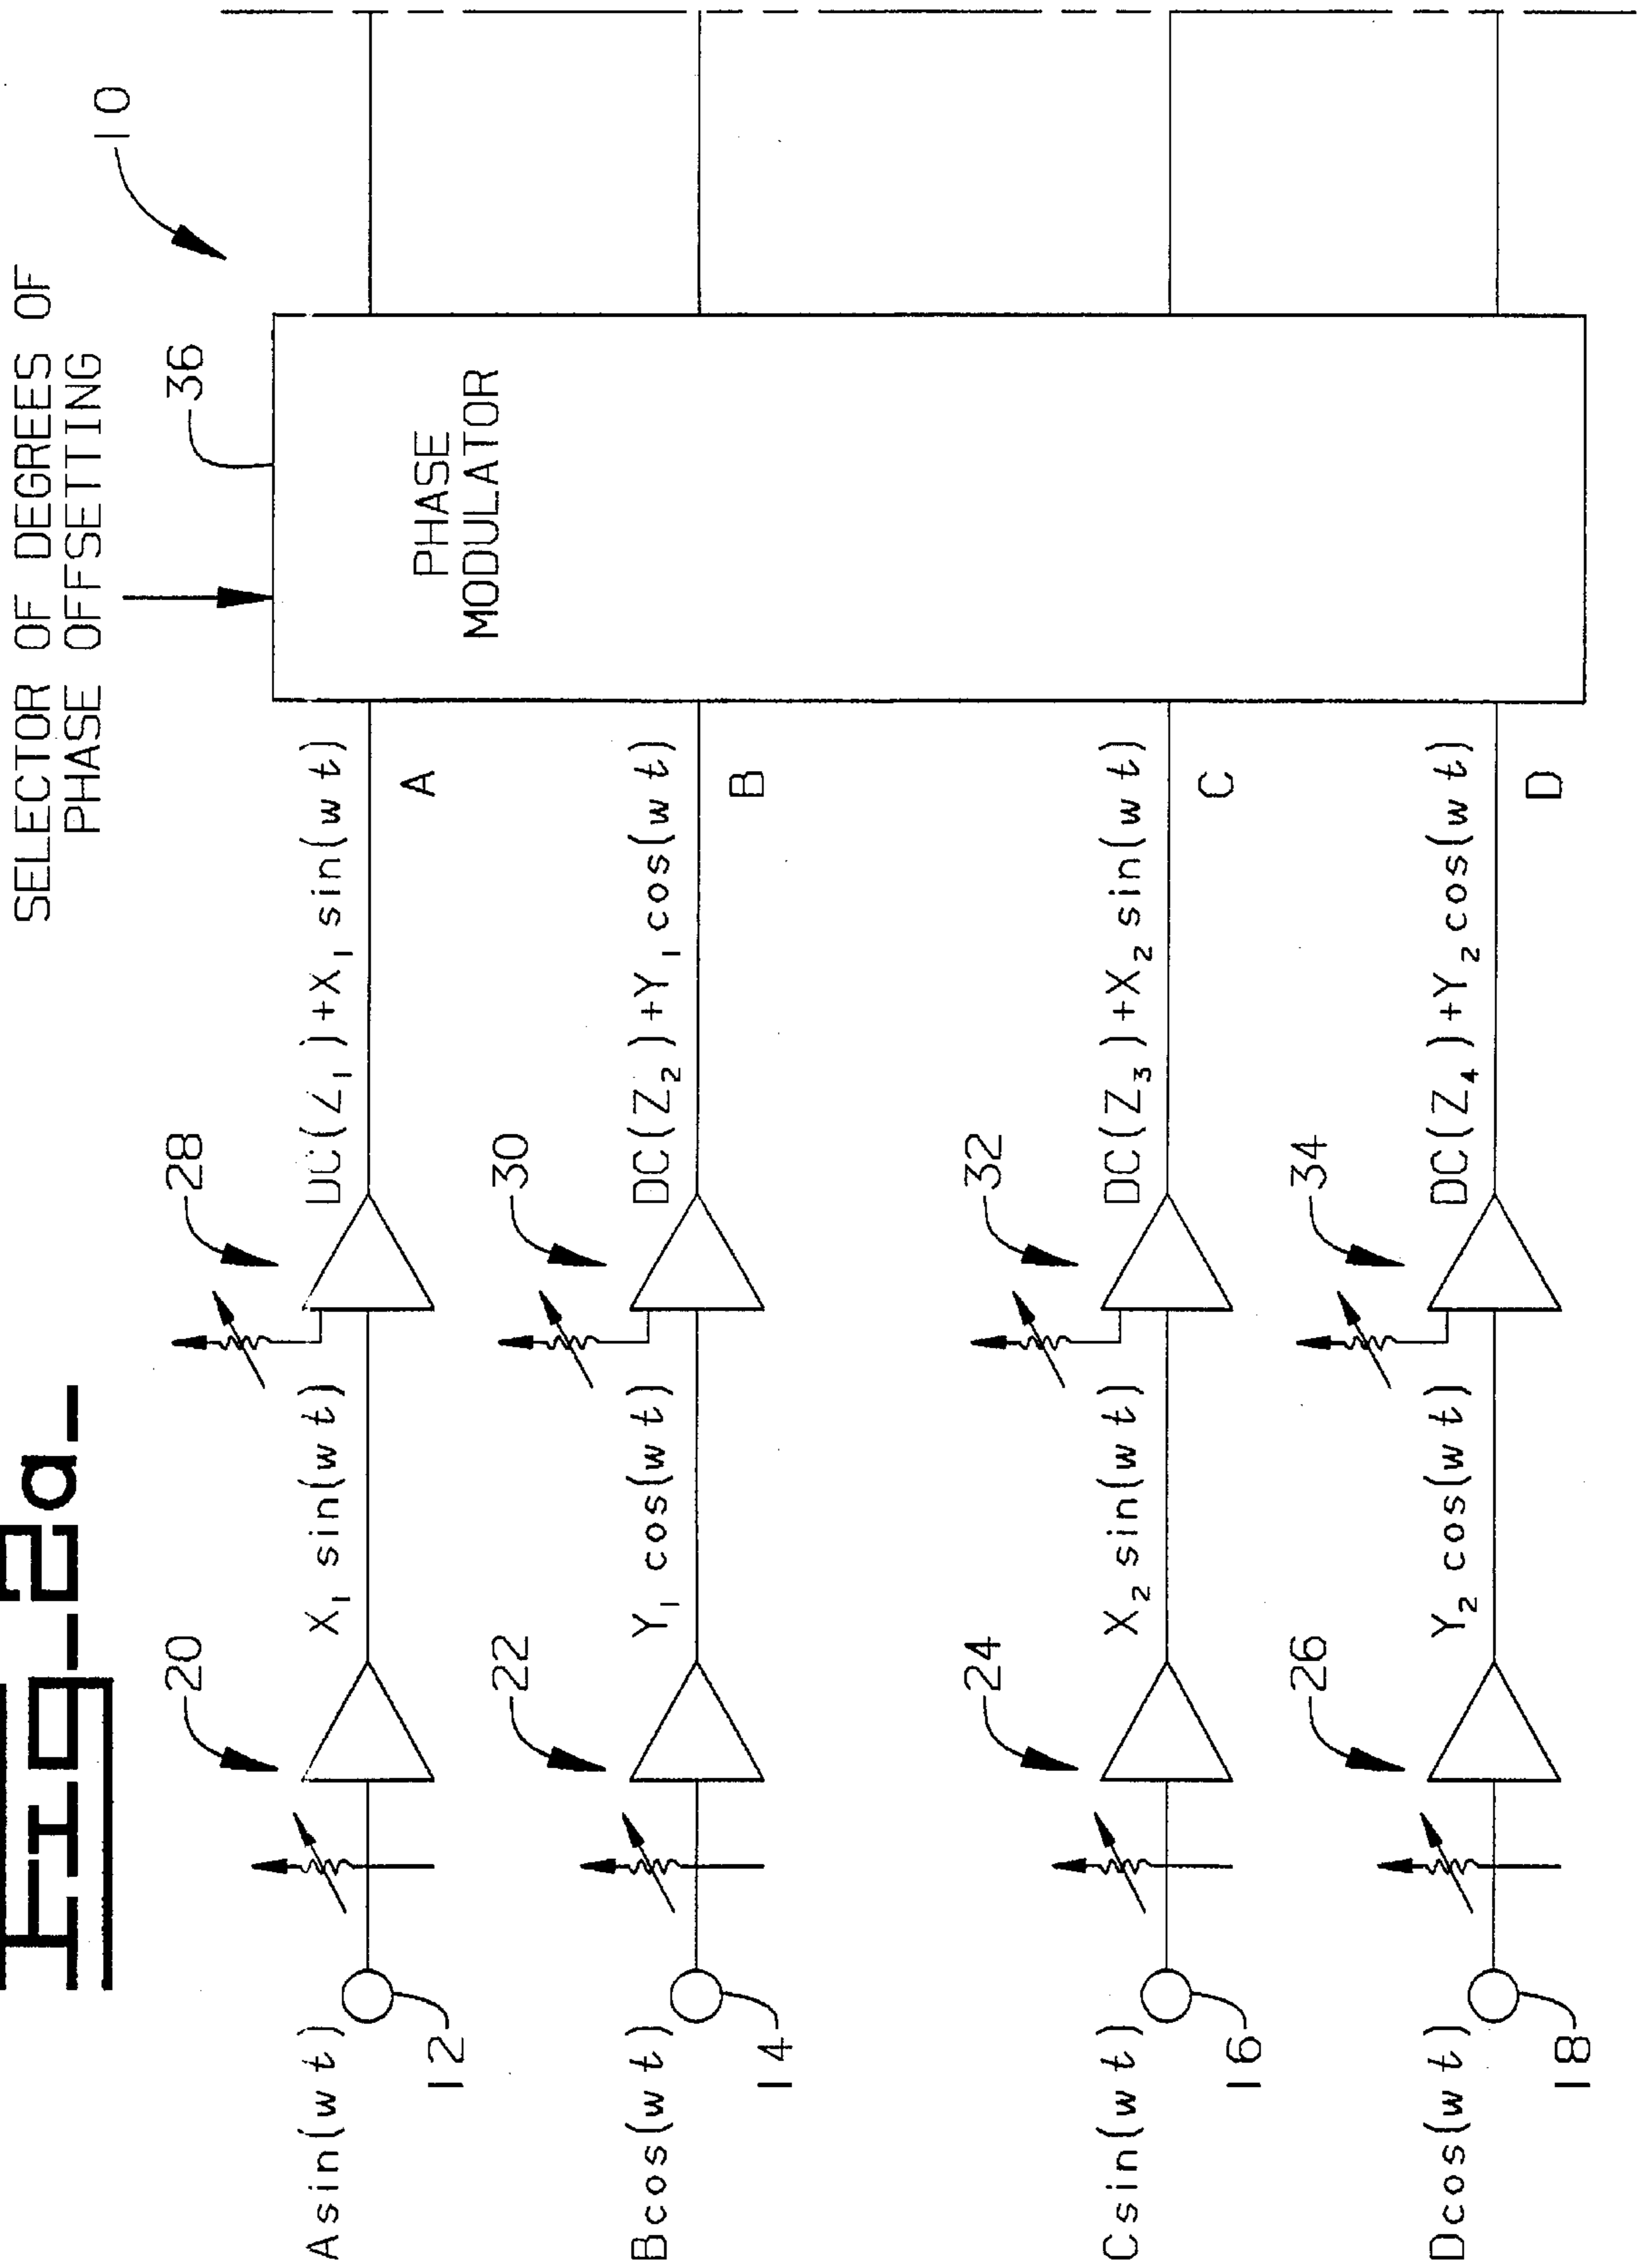 Fig_2a_
SELECTOR OF DEGREES OF
PHASE OFFSETTING
10
36
PHASE
MODULATOR
Asin(wt)
12
20
X₁ sin(wt)
28
DC(Z₁)+X₁ sin(wt)
A
Bcos(wt)
14
22
Y₁ cos(wt)
30
DC(Z₂)+Y₁ cos(wt)
B
Csin(wt)
16
24
X₂ sin(wt)
32
DC(Z₃)+X₂ sin(wt)
C
Dcos(wt)
18
26
Y₂ cos(wt)
34
DC(Z₄)+Y₂ cos(wt)
D